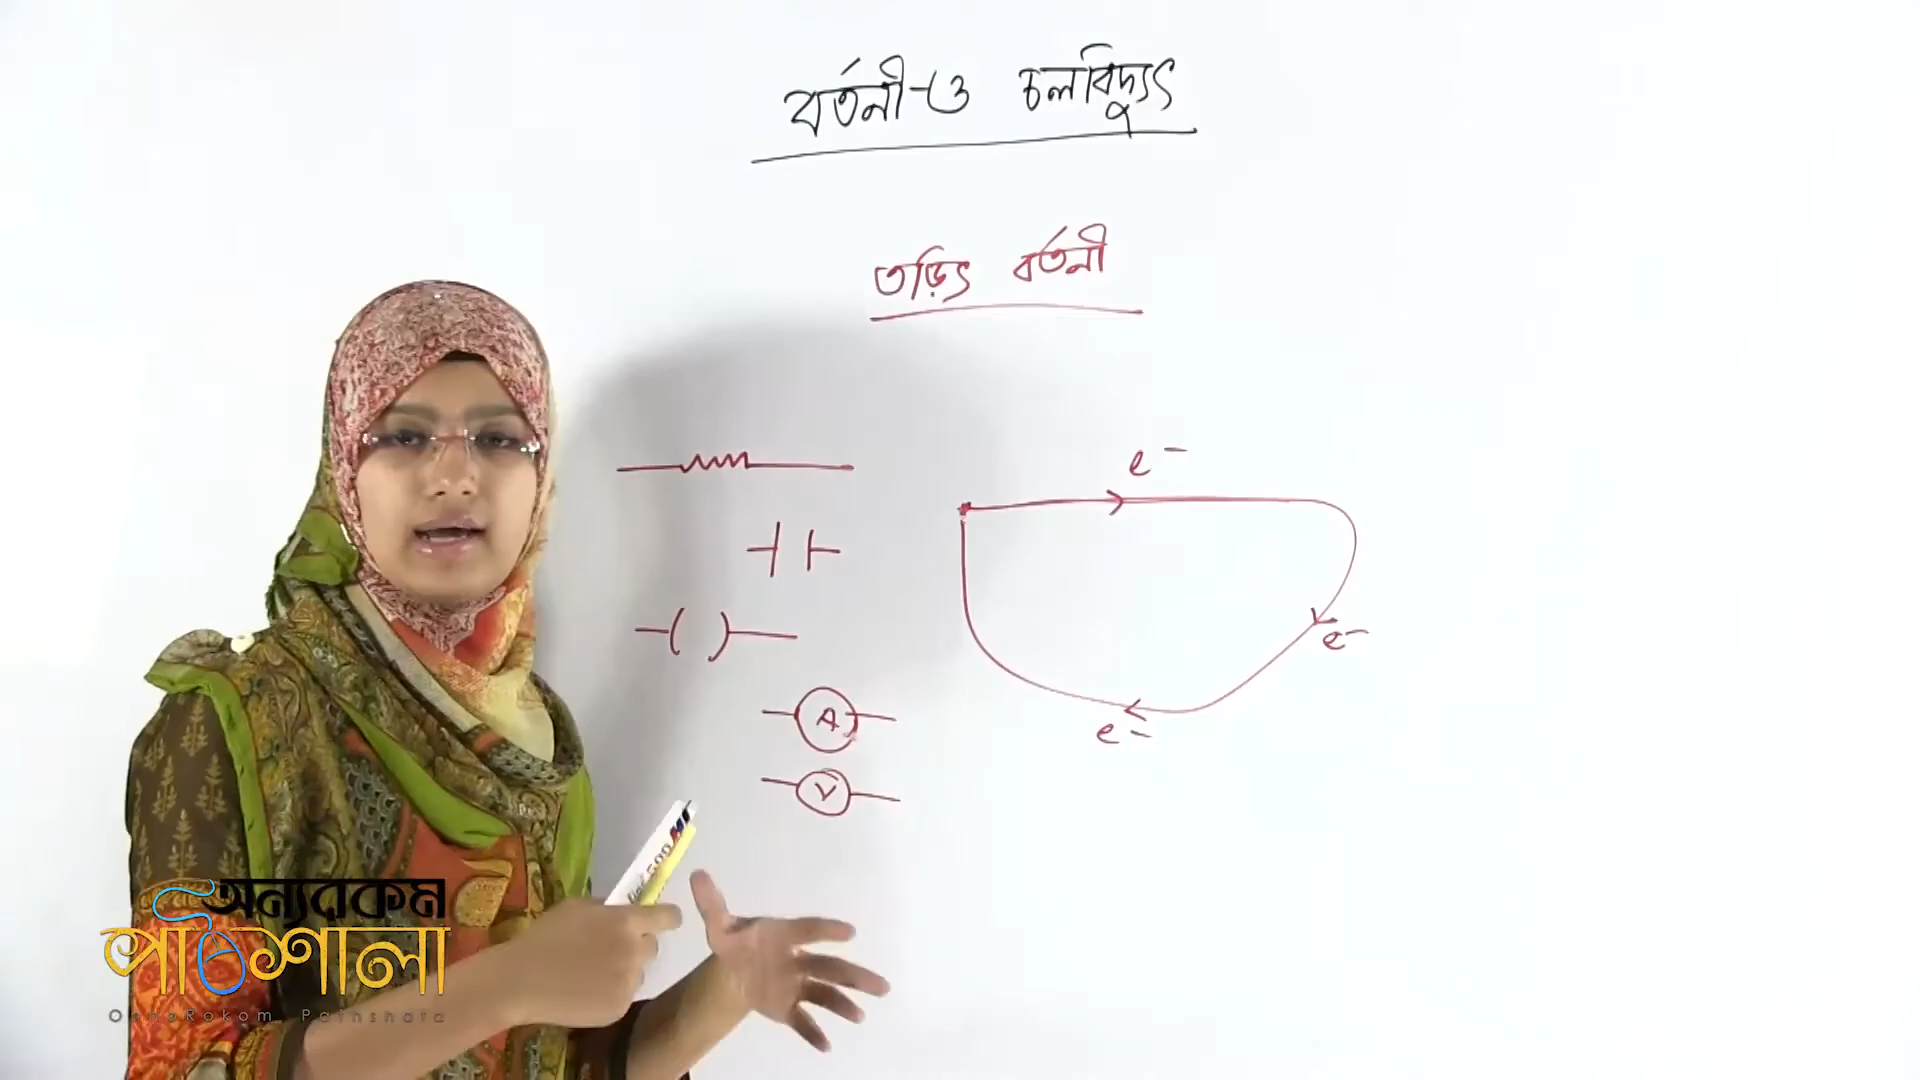 বর্তনী ও চলবিদ্যুৎ
তড়িৎ বর্তনী
e⁻
e⁻
A
e⁻
V
অন্যরকম
পাঠশালা
OnnoRokom Pathshala